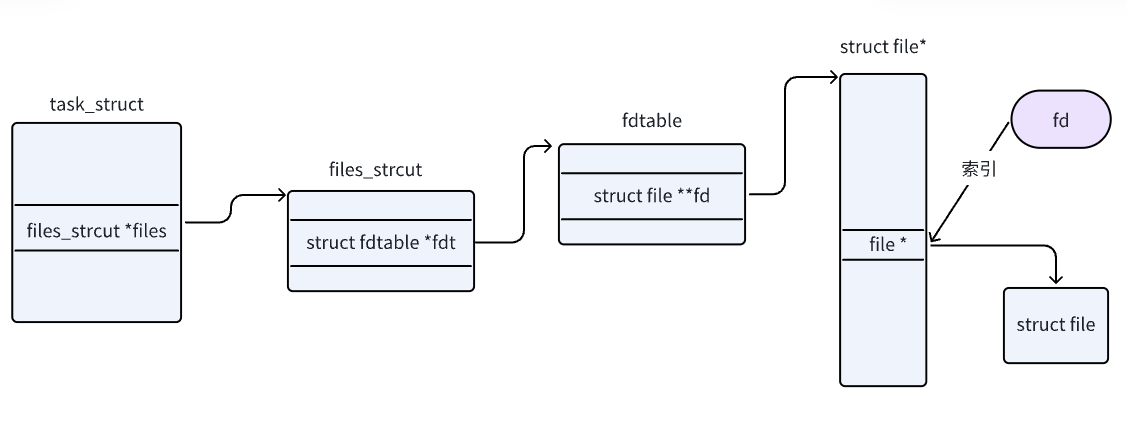 task_struct
files_strcut *files
files_strcut
struct fdtable *fdt
fdtable
struct file **fd
struct file*
file *
fd
索引
struct file